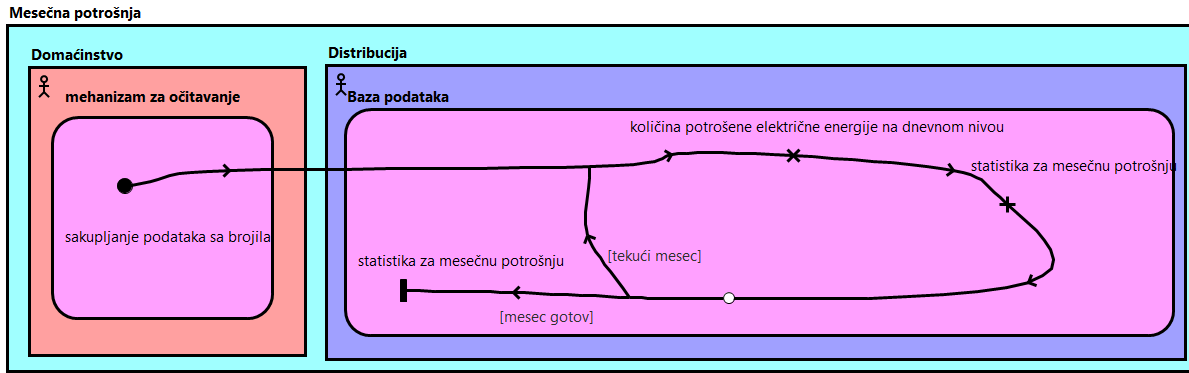 Mesečna potrošnja
Domaćinstvo
Distribucija
mehanizam za očitavanje
Baza podataka
količina potrošene električne energije na dnevnom nivou
statistika za mesečnu potrošnju
sakupljanje podataka sa brojila
[tekući mesec]
statistika za mesečnu potrošnju
[mesec gotov]